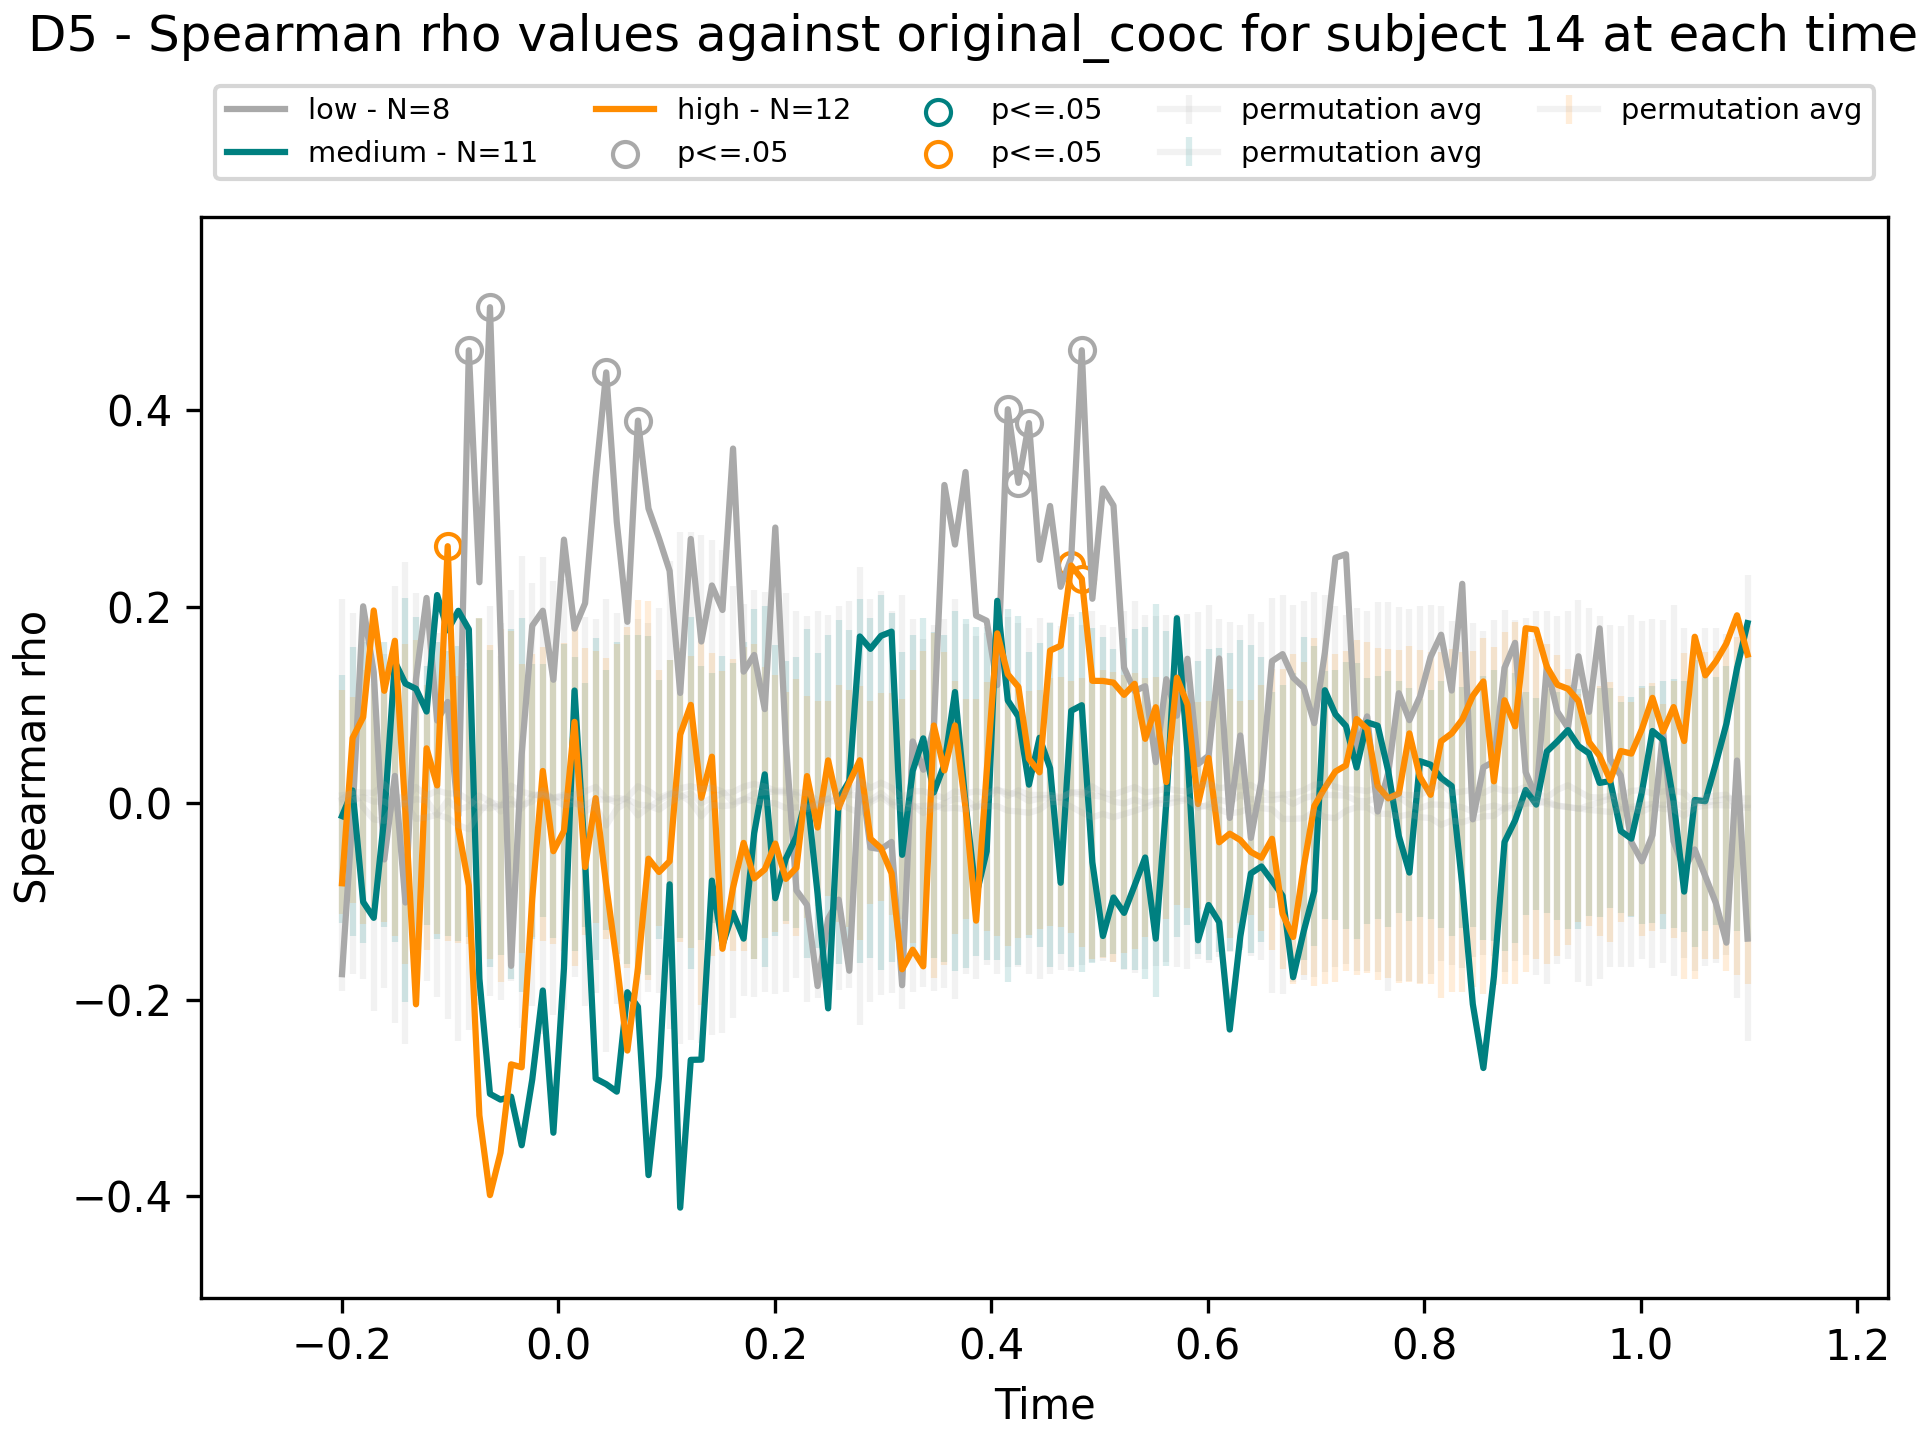 D5 - Spearman rho values against original_cooc for subject 14 at each time
low - N=8
medium - N=11
high - N=12
p<=.05
p<=.05
p<=.05
permutation avg
permutation avg
permutation avg
Spearman rho
0.4
0.2
0.0
−0.2
−0.4
−0.2 0.0 0.2 0.4 0.6 0.8 1.0 1.2
Time